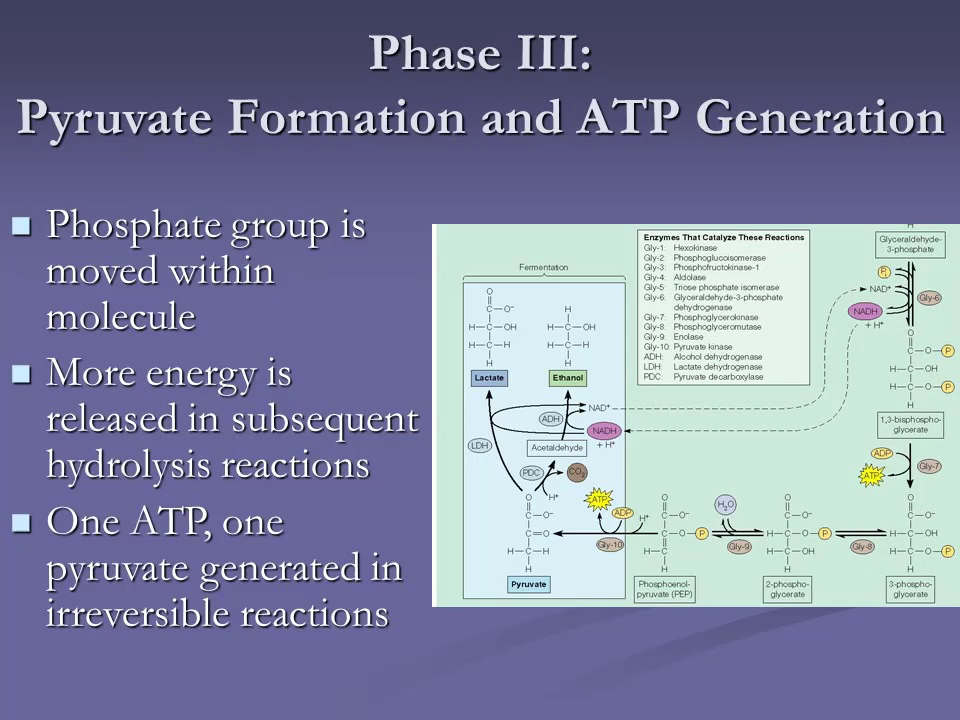 Phase III:
Pyruvate Formation and ATP Generation
Phosphate group is
moved within
molecule
More energy is
released in subsequent
hydrolysis reactions
One ATP, one
pyruvate generated in
irreversible reactions
Fermentation
Enzymes That Catalyze These Reactions
Gly-1: Hexokinase
Gly-2: Phosphoglucoisomerase
Gly-3: Phosphofructokinase-1
Gly-4: Aldolase
Gly-5: Triose phosphate isomerase
Gly-6: Glyceraldehyde-3-phosphate
dehydrogenase
Gly-7: Phosphoglycerokinase
Gly-8: Phosphoglyceromutase
Gly-9: Enolase
Gly-10: Pyruvate kinase
ADH: Alcohol dehydrogenase
LDH: Lactate dehydrogenase
PDC: Pyruvate decarboxylase
H
Glyceraldehyde-
3-phosphate
Pi
NAD+
Gly-6
NADH
+ H+
O
C—O—P
H—C—OH
H—C—O—P
H
1,3-bisphospho-
glycerate
ADP
Gly-7
ATP
O
C—O−
H—C—OH
H—C—O—P
H
3-phospho-
glycerate
Gly-8
O
C—O−
H—C—O—P
H—C—OH
H
2-phospho-
glycerate
H2O
Gly-9
O
C—O−
C—O—P
H—C
H
Phosphoenol-
pyruvate (PEP)
H+
ADP
ATP
Gly-10
O
C—O−
C=O
H—C—H
H
Pyruvate
H+
PDC
CO2
Acetaldehyde
LDH
ADH
NAD+
NADH
+ H+
O
C—O−
H—C—OH
H—C—H
H
Lactate
H
H—C—OH
H—C—H
H
Ethanol